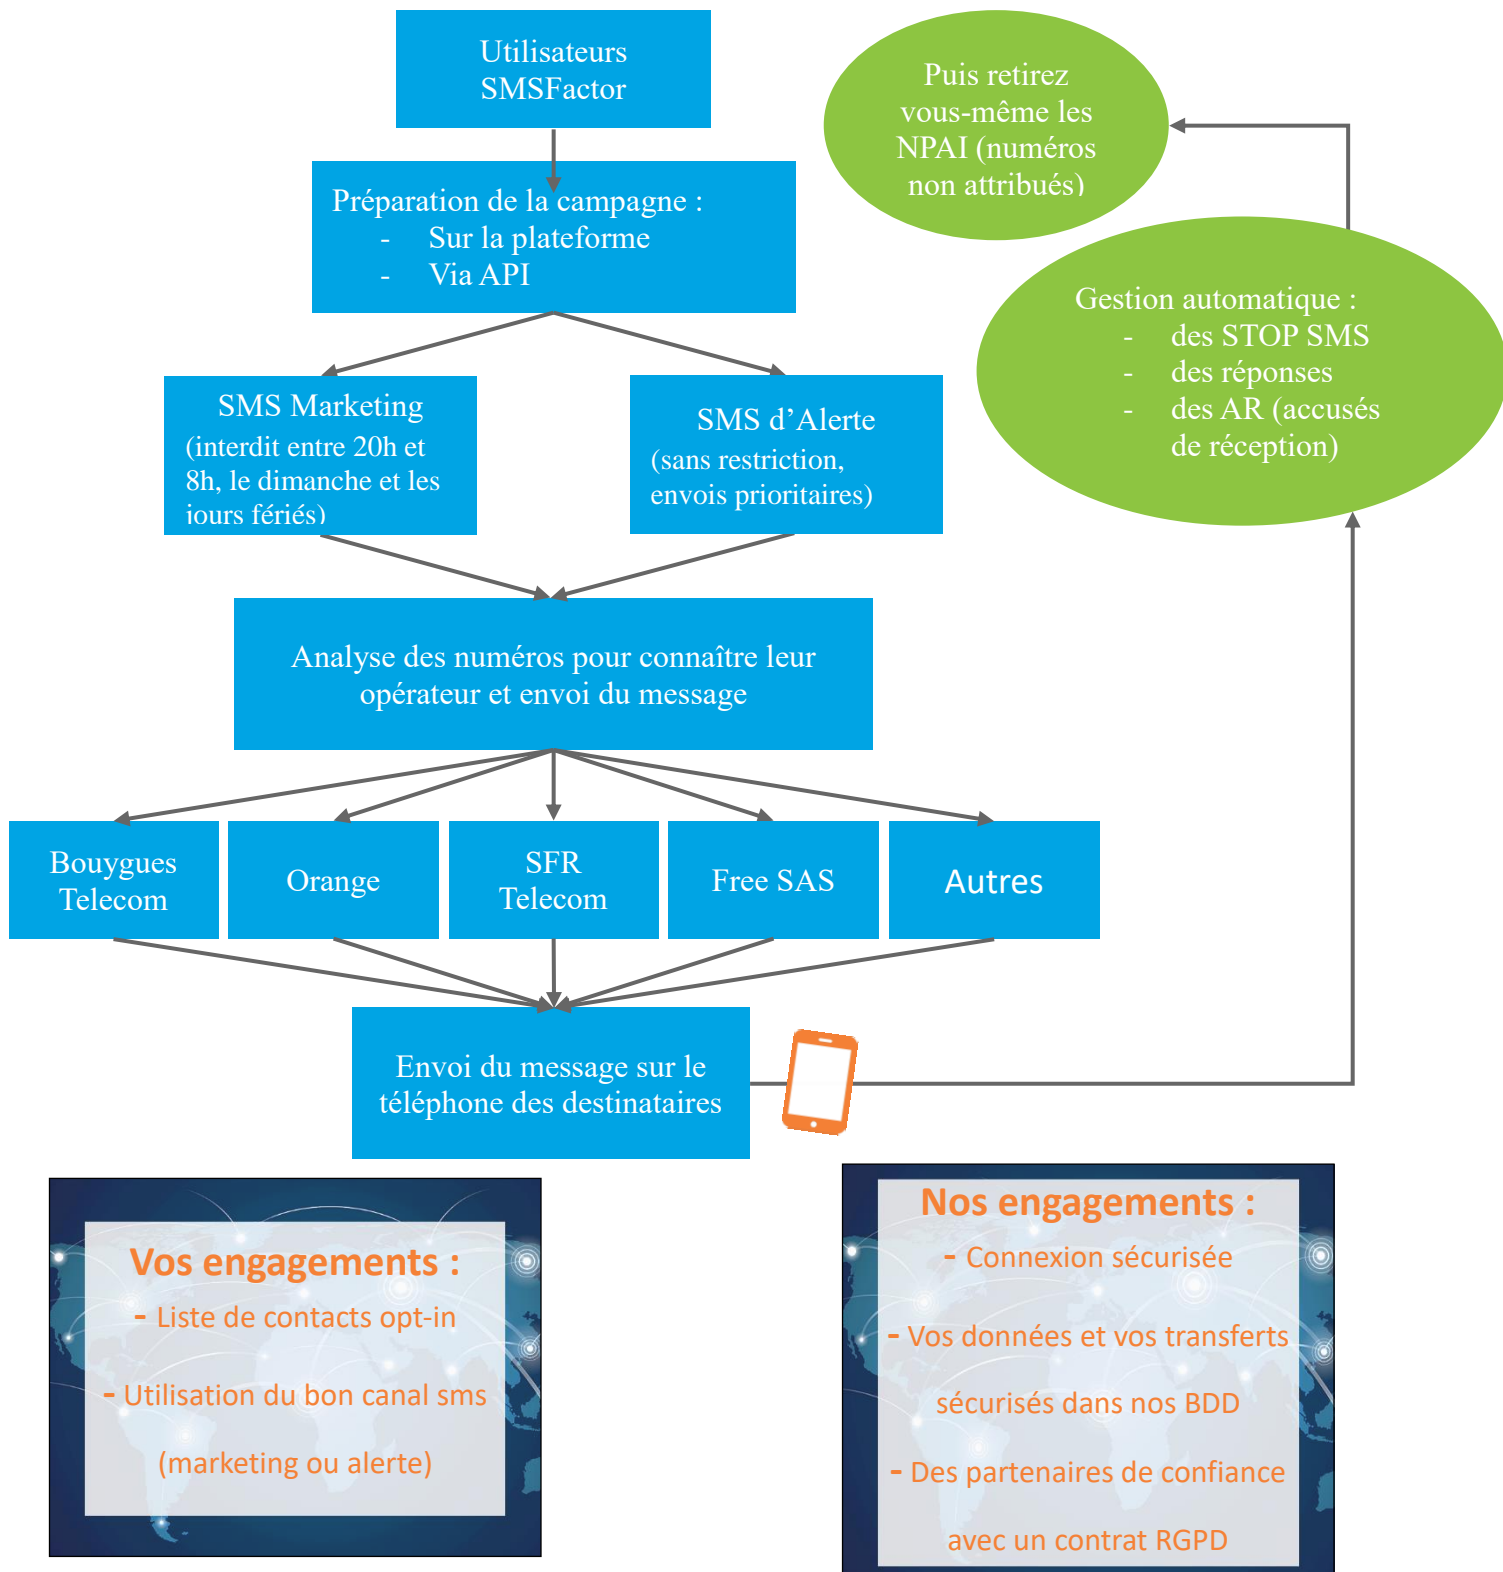 Utilisateurs
SMSFactor
Préparation de la campagne :
- Sur la plateforme
- Via API
SMS Marketing
(interdit entre 20h et
8h, le dimanche et les
jours fériés)
SMS d’Alerte
(sans restriction,
envois prioritaires)
Analyse des numéros pour connaître leur
opérateur et envoi du message
Bouygues
Telecom
Orange
SFR
Telecom
Free SAS
Autres
Envoi du message sur le
téléphone des destinataires
Gestion automatique :
- des STOP SMS
- des réponses
- des AR (accusés
de réception)
Puis retirez
vous-même les
NPAI (numéros
non attribués)
Vos engagements :
- Liste de contacts opt-in
- Utilisation du bon canal sms
(marketing ou alerte)
Nos engagements :
- Connexion sécurisée
- Vos données et vos transferts
sécurisés dans nos BDD
- Des partenaires de confiance
avec un contrat RGPD